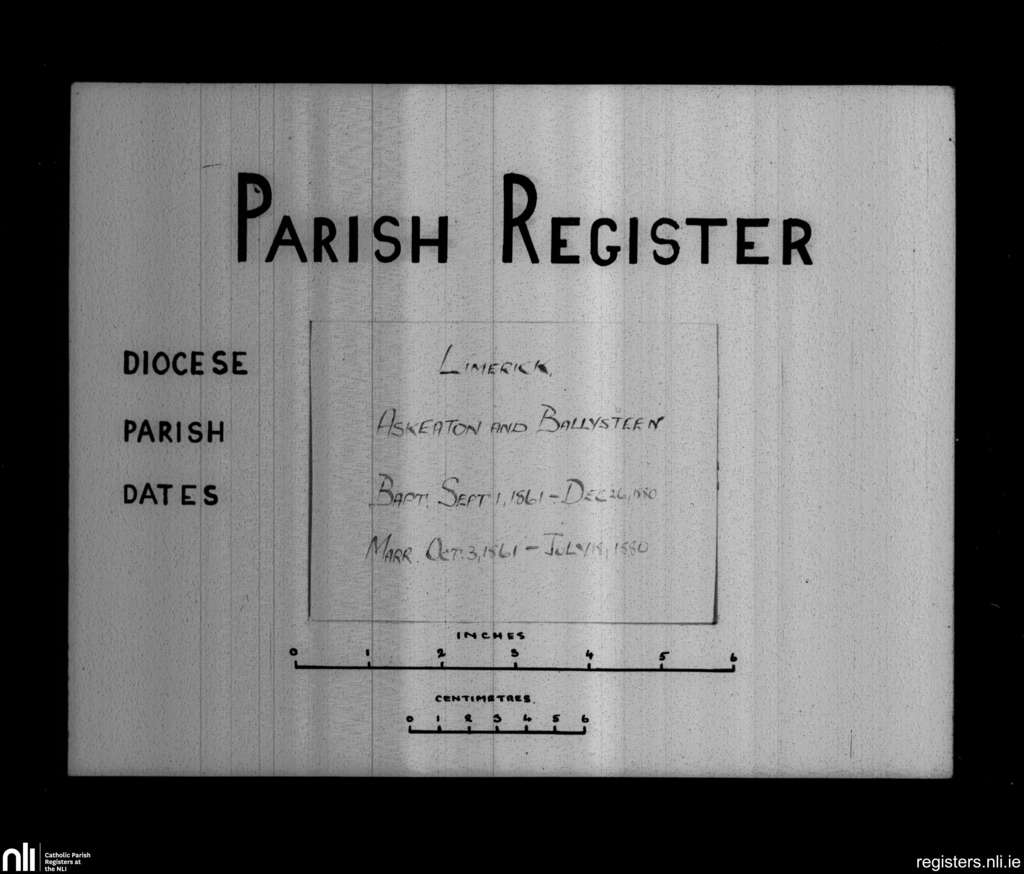 PARISH REGISTER
DIOCESE LIMERICK.
PARISH ASKEATON AND BALLYSTEEN
DATES BAPT. SEPT 1, 1861 - DEC 26, 1880
MARR. OCT. 3, 1861 - JULY 18, 1880
INCHES
0 1 2 3 4 5 6
CENTIMETRES.
0 1 2 3 4 5 6
nli Catholic Parish
Registers at
the NLI
registers.nli.ie